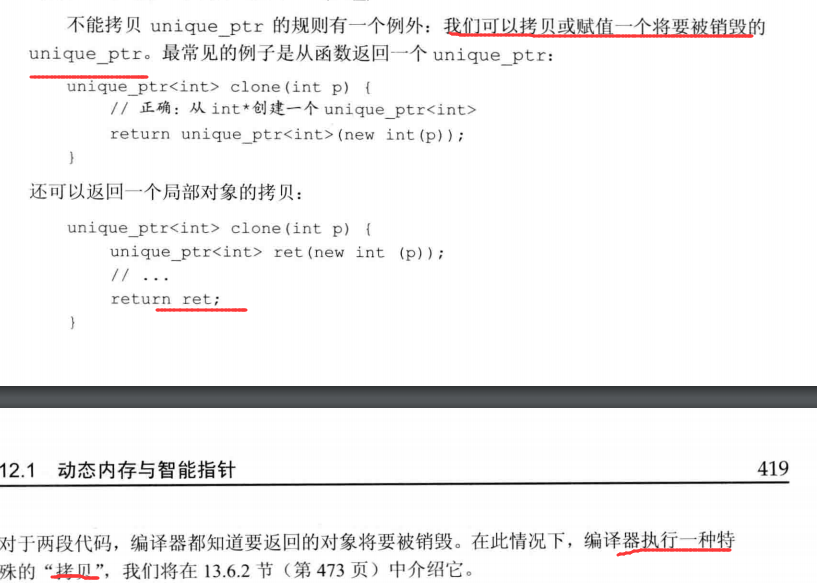 不能拷贝 unique_ptr 的规则有一个例外：我们可以拷贝或赋值一个将要被销毁的
unique_ptr。最常见的例子是从函数返回一个 unique_ptr：
unique_ptr<int> clone(int p) {
// 正确：从 int*创建一个 unique_ptr<int>
return unique_ptr<int>(new int(p));
}
还可以返回一个局部对象的拷贝：
unique_ptr<int> clone(int p) {
unique_ptr<int> ret(new int (p));
// ...
return ret;
}
12.1 动态内存与智能指针 419
对于两段代码，编译器都知道要返回的对象将要被销毁。在此情况下，编译器执行一种特
殊的“拷贝”，我们将在 13.6.2 节（第 473 页）中介绍它。